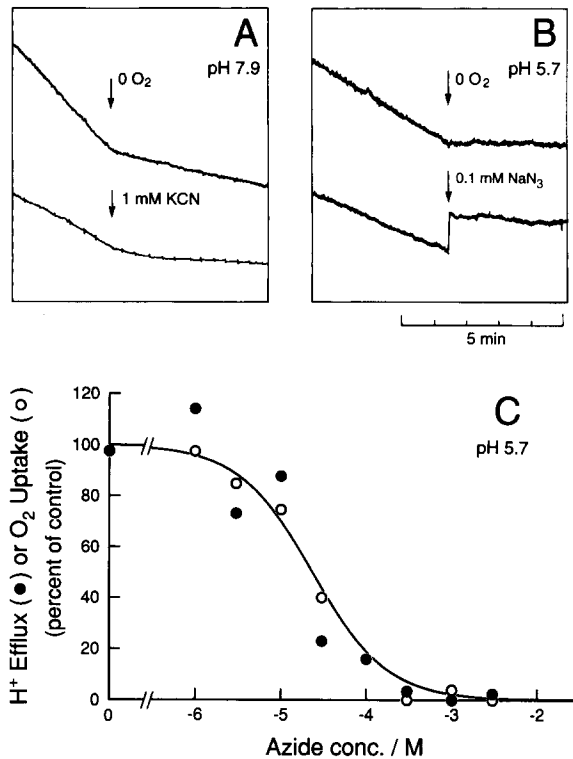 A
pH 7.9
0 O₂
1 mM KCN
B
pH 5.7
0 O₂
0.1 mM NaN₃
5 min
C
pH 5.7
H⁺ Efflux (●) or O₂ Uptake (○)
(percent of control)
120
100
80
60
40
20
0
0 -6 -5 -4 -3 -2
Azide conc. / M